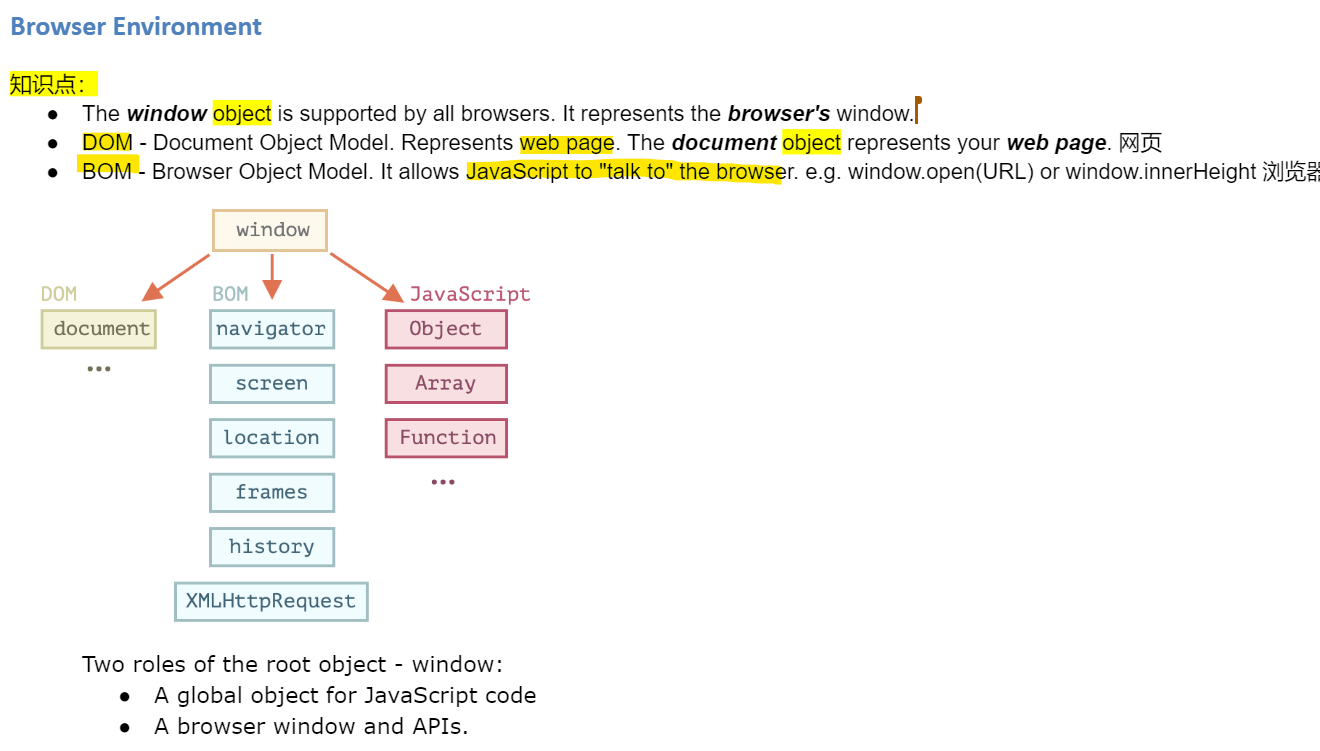 Browser Environment
知识点：
● The window object is supported by all browsers. It represents the browser's window.
● DOM - Document Object Model. Represents web page. The document object represents your web page. 网页
● BOM - Browser Object Model. It allows JavaScript to "talk to" the browser. e.g. window.open(URL) or window.innerHeight 浏览器
window
DOM BOM JavaScript
document navigator Object
...
screen Array
location Function
frames
...
history
XMLHttpRequest
Two roles of the root object - window:
● A global object for JavaScript code
● A browser window and APIs.